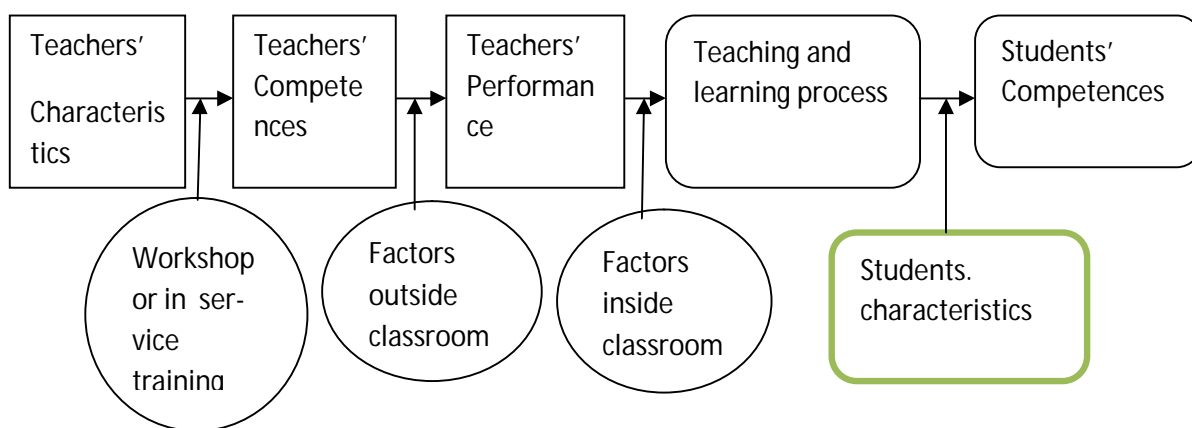 Teachers’
Characteris
tics
Teachers’
Compete
nces
Teachers’
Performan
ce
Teaching and
learning process
Students’
Competences
Workshop
or in ser-
vice
training
Factors
outside
classroom
Factors
inside
classroom
Students.
characteristics